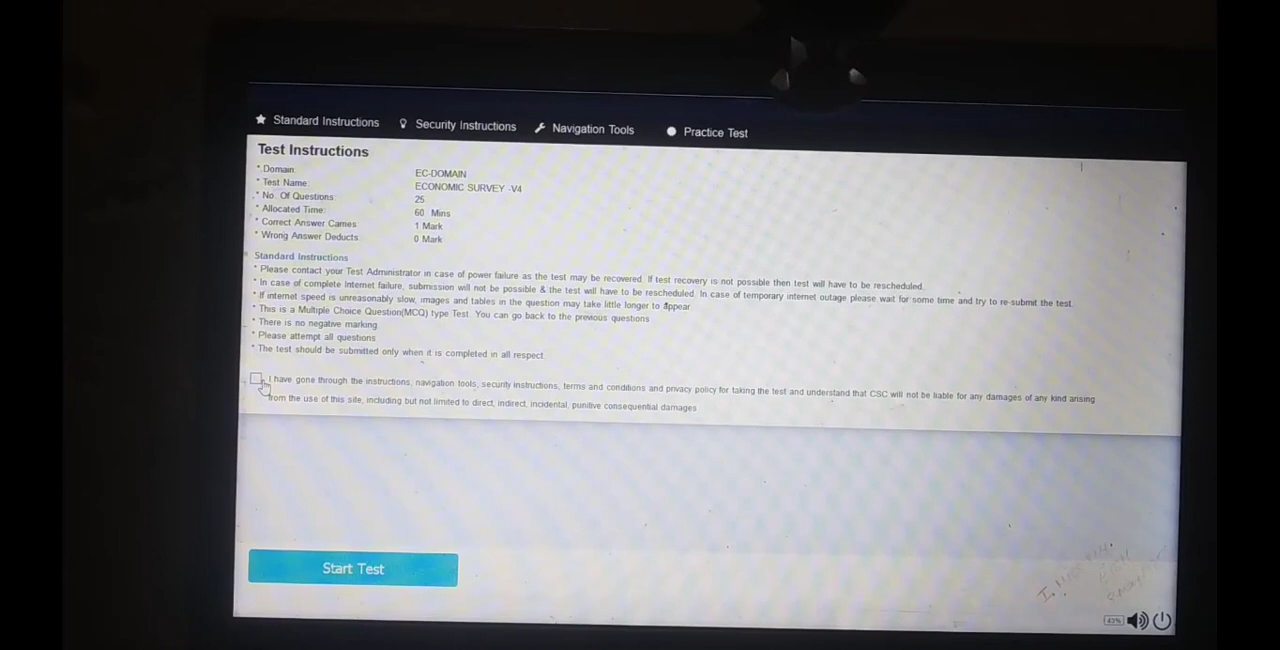 Standard Instructions Security Instructions Navigation Tools Practice Test
Test Instructions
* Domain: EC-DOMAIN
* Test Name: ECONOMIC SURVEY -V4
* No. Of Questions 25
* Allocated Time: 60 Mins
* Correct Answer Carries 1 Mark
* Wrong Answer Deducts 0 Mark
Standard Instructions
* Please contact your Test Administrator in case of power failure as the test may be recovered. If test recovery is not possible then test will have to be rescheduled.
* In case of complete Internet failure, submission will not be possible & the test will have to be rescheduled. In case of temporary internet outage please wait for some time and try to re-submit the test.
* If internet speed is unreasonably slow, images and tables in the question may take little longer to appear
* This is a Multiple Choice Question(MCQ) type Test. You can go back to the previous questions
* There is no negative marking
* Please attempt all questions
* The test should be submitted only when it is completed in all respect
I have gone through the instructions, navigation tools, security instructions, terms and conditions and privacy policy for taking the test and understand that CSC will not be liable for any damages of any kind arising
from the use of this site, including but not limited to direct, indirect, incidental, punitive consequential damages
Start Test
43%